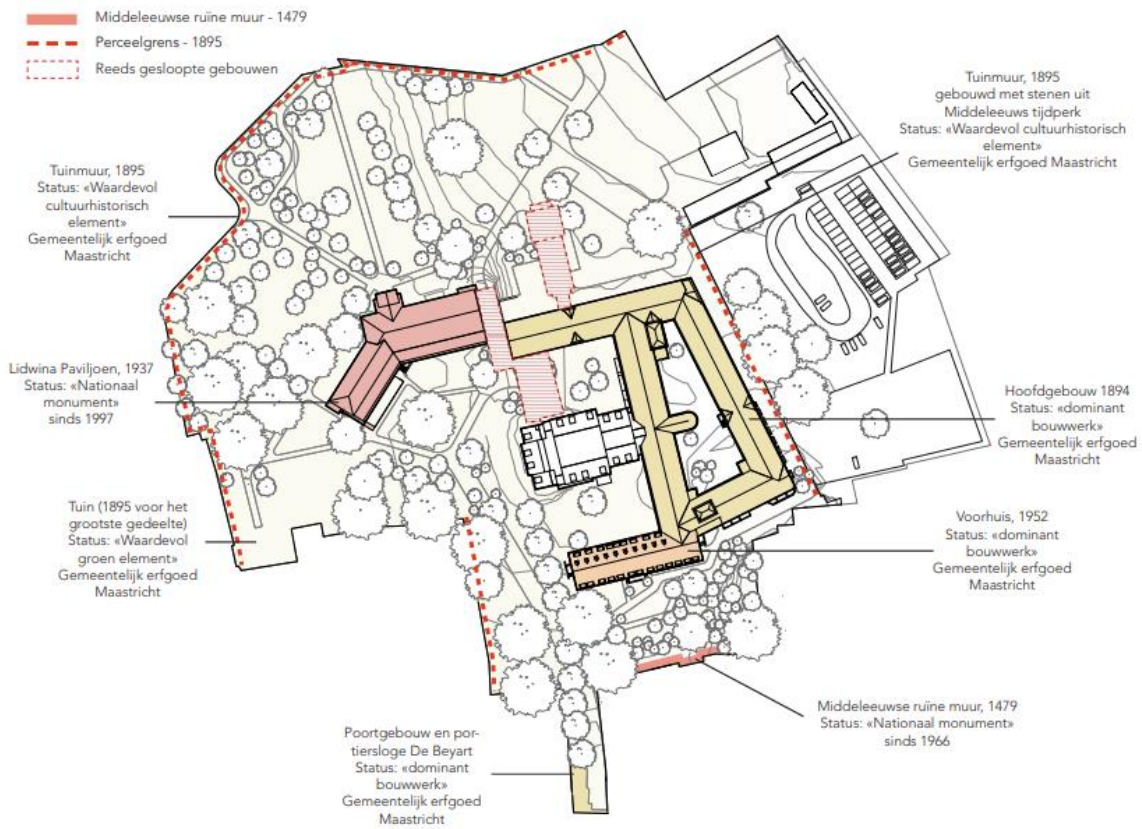 Middeleeuwse ruïne muur - 1479
Perceelgrens - 1895
Reeds gesloopte gebouwen
Tuinmuur, 1895
gebouwd met stenen uit
Middeleeuws tijdperk
Status: «Waardevol cultuurhistorisch
element»
Gemeentelijk erfgoed Maastricht
Tuinmuur, 1895
Status: «Waardevol
cultuurhistorisch
element»
Gemeentelijk erfgoed
Maastricht
Lidwina Paviljoen, 1937
Status: «Nationaal
monument»
sinds 1997
Hoofdgebouw 1894
Status: «dominant
bouwwerk»
Gemeentelijk erfgoed
Maastricht
Tuin (1895 voor het
grootste gedeelte)
Status: «Waardevol
groen element»
Gemeentelijk erfgoed
Maastricht
Voorhuis, 1952
Status: «dominant
bouwwerk»
Gemeentelijk erfgoed
Maastricht
Middeleeuwse ruïne muur, 1479
Status: «Nationaal monument»
sinds 1966
Poortgebouw en por-
tiersloge De Beyart
Status: «dominant
bouwwerk»
Gemeentelijk erfgoed
Maastricht